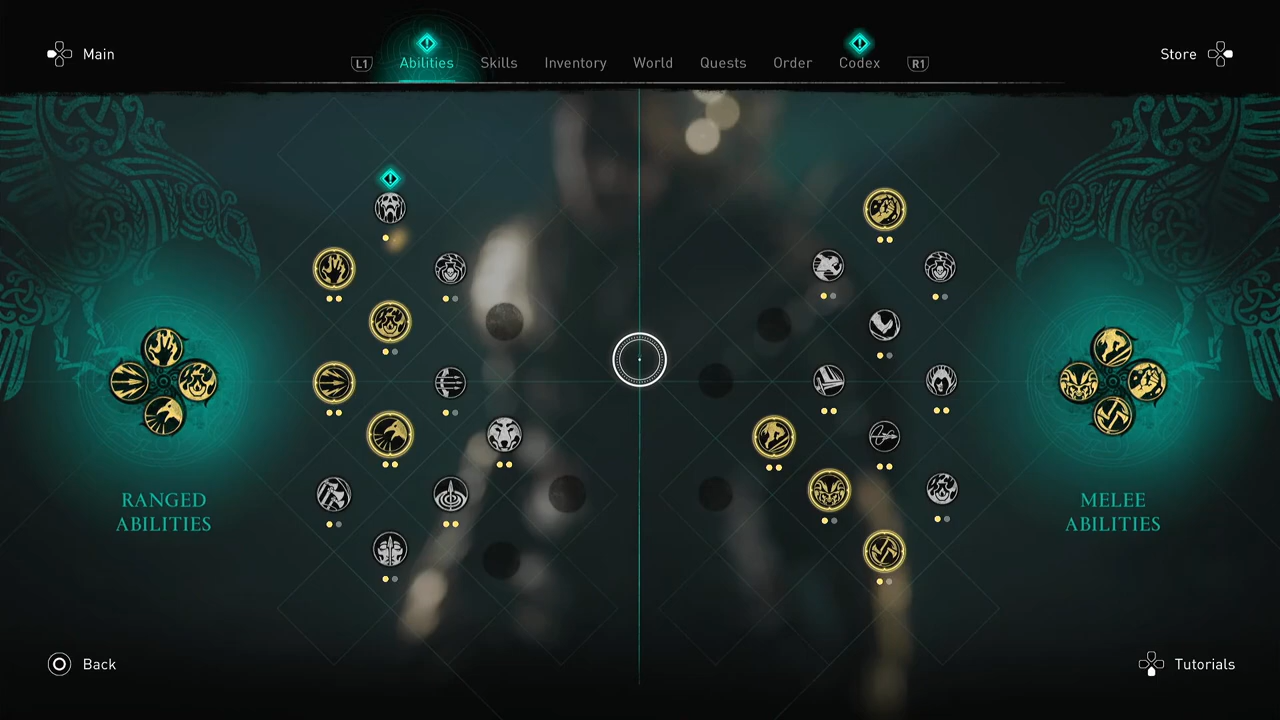 Main
L1
Abilities
Skills
Inventory
World
Quests
Order
Codex
R1
Store
RANGED
ABILITIES
MELEE
ABILITIES
Back
Tutorials